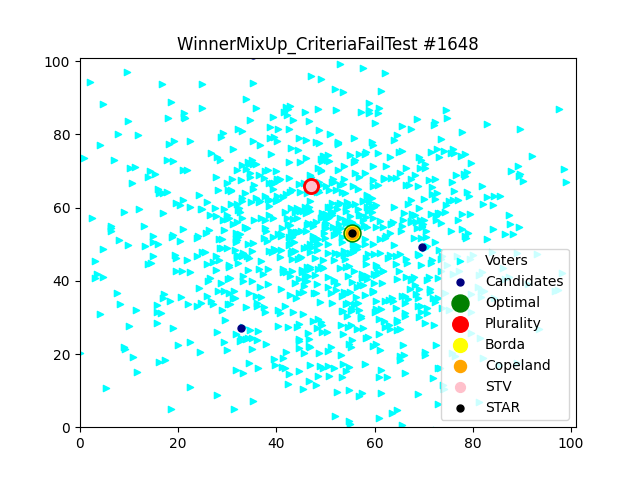 WinnerMixUp_CriteriaFailTest #1648
100
80
60
40
20
0
0
20
40
60
80
100
Voters
Candidates
Optimal
Plurality
Borda
Copeland
STV
STAR